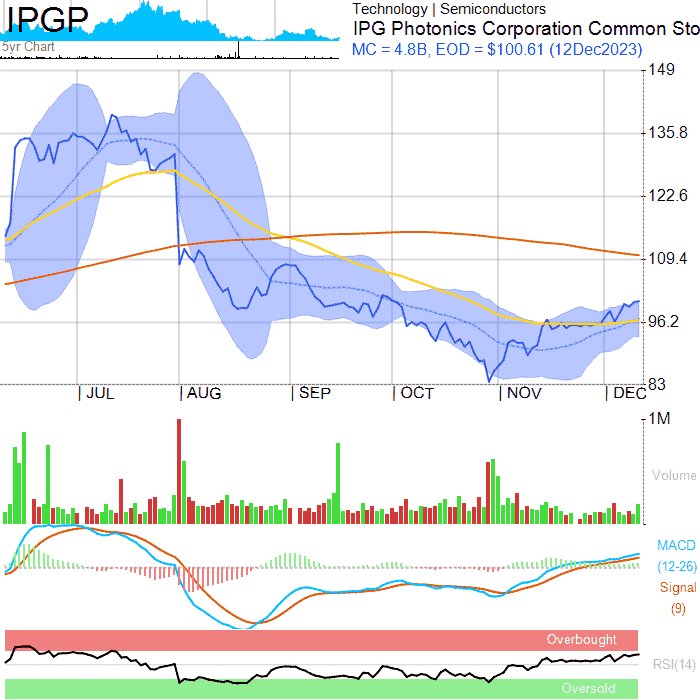 IPGP
5yr Chart
Technology | Semiconductors
IPG Photonics Corporation Common Sto
MC = 4.8B, EOD = $100.61 (12Dec2023)
149
135.8
122.6
109.4
96.2
83
| JUL | AUG | SEP | OCT | NOV | DEC
1M
Volume
MACD
(12-26)
Signal
(9)
Overbought
RSI(14)
Oversold